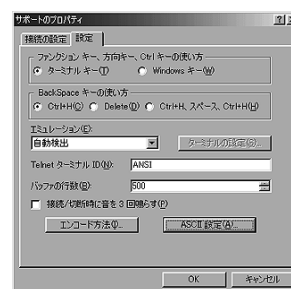 サポートのプロパティ
接続の設定 設定
ファンクション キー、方向キー、Ctrl キーの使い方
ターミナル キー(T) Windows キー(W)
BackSpace キーの使い方
Ctrl+H(C) Delete(D) Ctrl+H、スペース、Ctrl+H(H)
エミュレーション(E):
自動検出 ターミナルの設定(S)...
Telnet ターミナル ID(N): ANSI
バッファの行数(B): 500
接続/切断時に音を 3 回鳴らす(P)
エンコード方法(I)... ASCII 設定(A)...
OK キャンセル